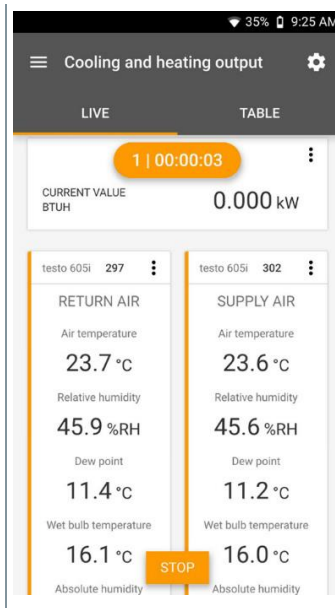 35% 9:25 AM
Cooling and heating output
LIVE TABLE
1 | 00:00:03
CURRENT VALUE
BTUH 0.000 kW
testo 605i 297 testo 605i 302
RETURN AIR SUPPLY AIR
Air temperature Air temperature
23.7 °C 23.6 °C
Relative humidity Relative humidity
45.9 %RH 45.6 %RH
Dew point Dew point
11.4 °C 11.2 °C
Wet bulb temperature Wet bulb temperature
16.1 °C 16.0 °C
STOP
Absolute humidity Absolute humidity